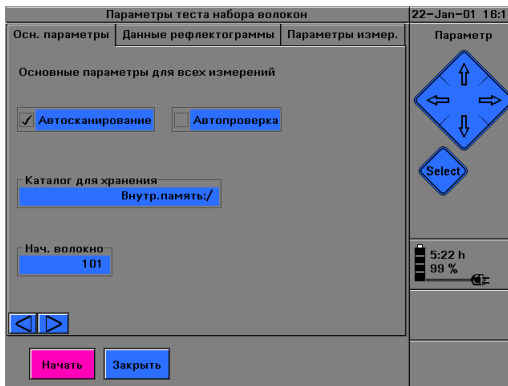 Параметры теста набора волокон
22-Jan-01 16:1
Осн. параметры
Данные рефлектограммы
Параметры измер.
Параметр
Основные параметры для всех измерений
Автосканирование
Автопроверка
Select
Каталог для хранения
Внутр.память:/
Нач. волокно
101
5:22 h
99 %
Начать
Закрыть